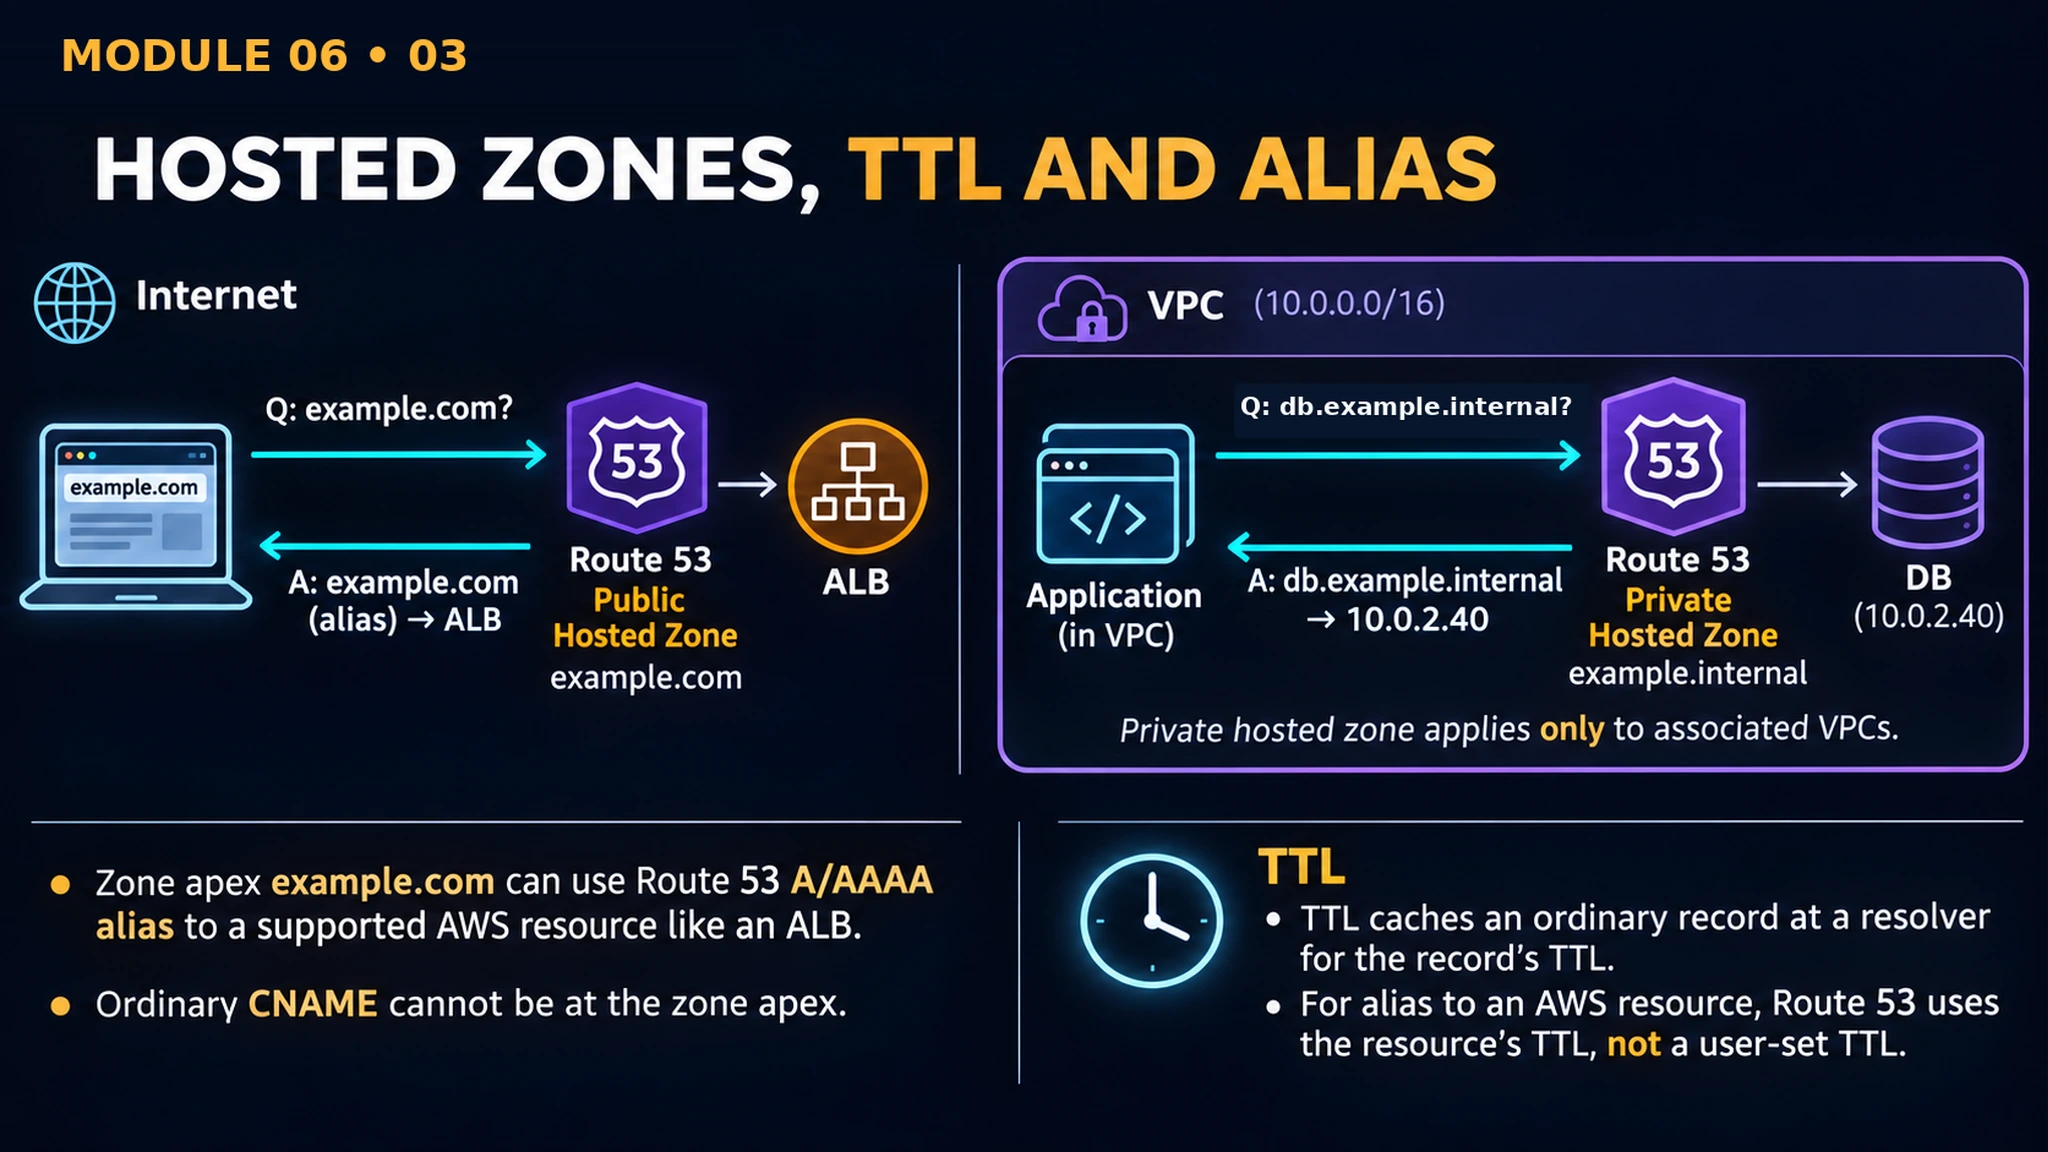 MODULE 06 • 03
HOSTED ZONES, TTL AND ALIAS
Internet
Q: example.com?
example.com
53
A: example.com
(alias) → ALB
Route 53
Public
Hosted Zone
example.com
ALB
VPC (10.0.0.0/16)
Q: db.example.internal?
53
Application
(in VPC)
A: db.example.internal
→ 10.0.2.40
Route 53
Private
Hosted Zone
example.internal
DB
(10.0.2.40)
Private hosted zone applies only to associated VPCs.
• Zone apex example.com can use Route 53 A/AAAA
alias to a supported AWS resource like an ALB.
• Ordinary CNAME cannot be at the zone apex.
TTL
• TTL caches an ordinary record at a resolver
for the record's TTL.
• For alias to an AWS resource, Route 53 uses
the resource's TTL, not a user-set TTL.